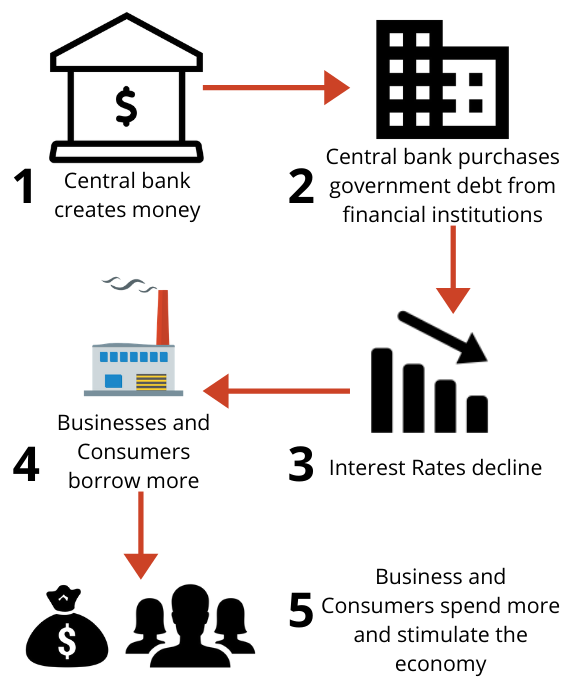 $
1
Central bank
creates money
2
Central bank purchases
government debt from
financial institutions
3
Interest Rates decline
4
Businesses and
Consumers
borrow more
$
5
Business and
Consumers spend more
and stimulate the
economy